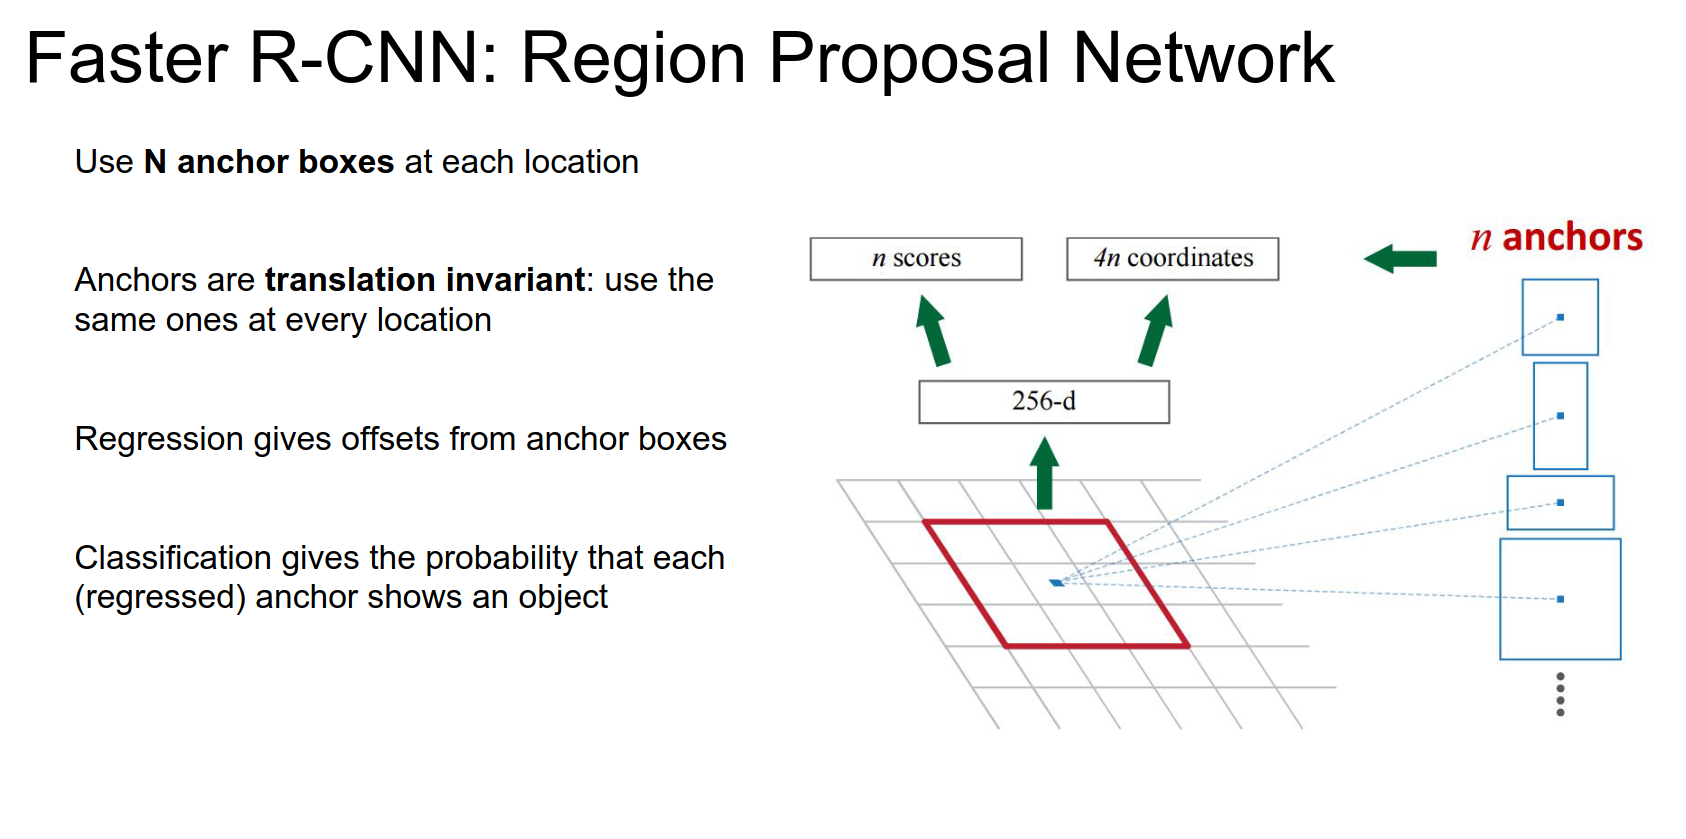 Faster R-CNN: Region Proposal Network
Use N anchor boxes at each location
Anchors are translation invariant: use the
same ones at every location
Regression gives offsets from anchor boxes
Classification gives the probability that each
(regressed) anchor shows an object
n scores
4n coordinates
n anchors
256-d